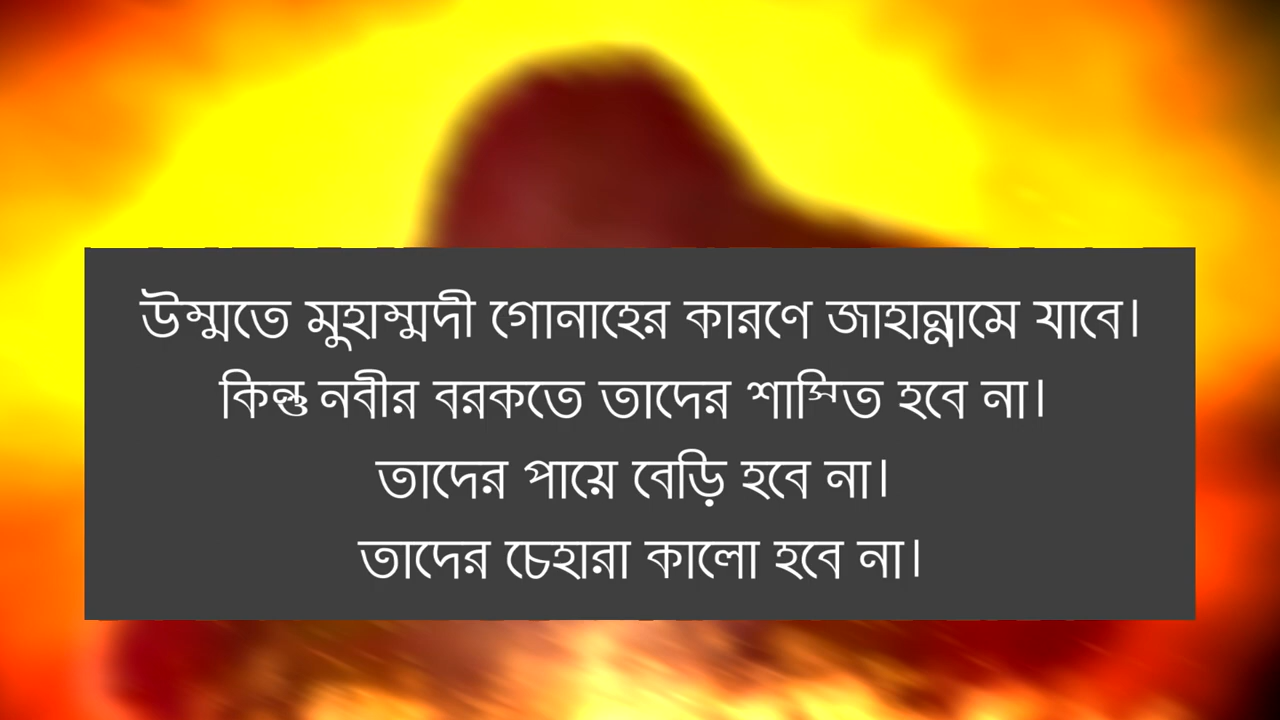 উম্মতে মুহাম্মদী গোনাহের কারণে জাহান্নামে যাবে।
কিন্তু নবীর বরকতে তাদের শাস্তি হবে না।
তাদের পায়ে বেড়ি হবে না।
তাদের চেহারা কালো হবে না।